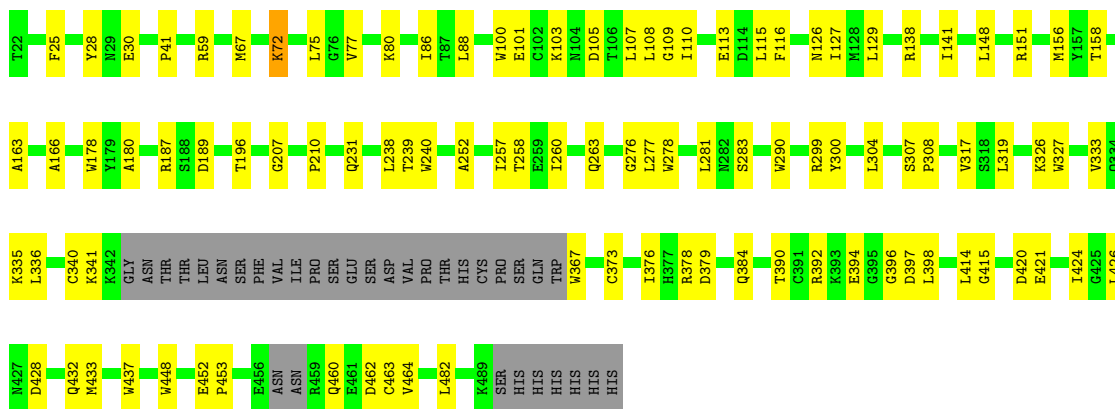 T22 F25 Y28 N29 E30 P41 R59 M67 K72 L75 G76 V77 K80 I86 T87 L88 W100 E101 C102 K103 N104 D105 T106 L107 L108 G109 I110 E113 D114 L115 F116 N126 I127 M128 L129 R138 I141 L148 R151 M156 Y157 T158
A163 A166 W178 Y179 A180 R187 S188 D189 T196 G207 P210 Q231 L238 T239 W240 A252 I257 T258 E259 I260 Q263 G276 L277 W278 L281 N282 S283 W290 R299 Y300 L304 S307 P308 V317 S318 L319 K326 W327 V333
K335 L336 C340 K341 K342 GLY ASN THR THR LEU ASN SER PHE VAL ILE PRO SER GLU SER ASP VAL PRO THR HIS CYS PRO SER GLN TRP W367 C373 I376 H377 R378 D379 Q384 T390 C391 R392 K393 E394 G395 G396 D397 L398 L414 G415 D420 E421 I424 G425
N427 D428 Q432 M433 W437 W448 E452 P453 E456 ASN ASN R459 Q460 E461 D462 C463 V464 L482 K489 SER HIS HIS HIS HIS HIS HIS